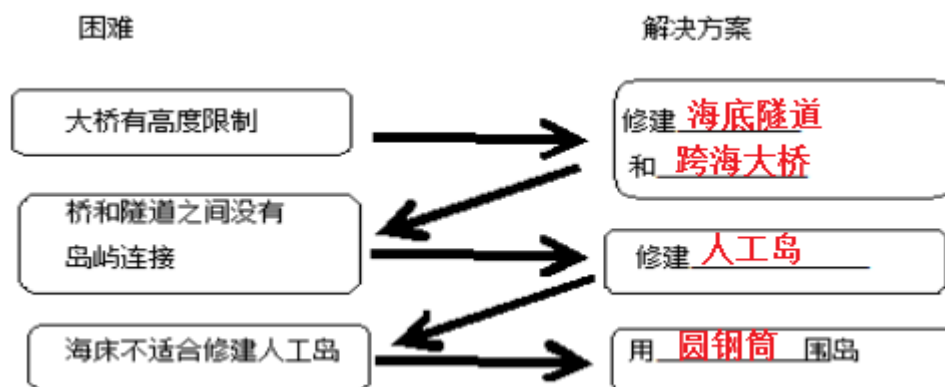 困难
解决方案
大桥有高度限制
修建 海底隧道
和 跨海大桥
桥和隧道之间没有
岛屿连接
修建 人工岛
海床不适合修建人工岛
用 圆钢筒 围岛